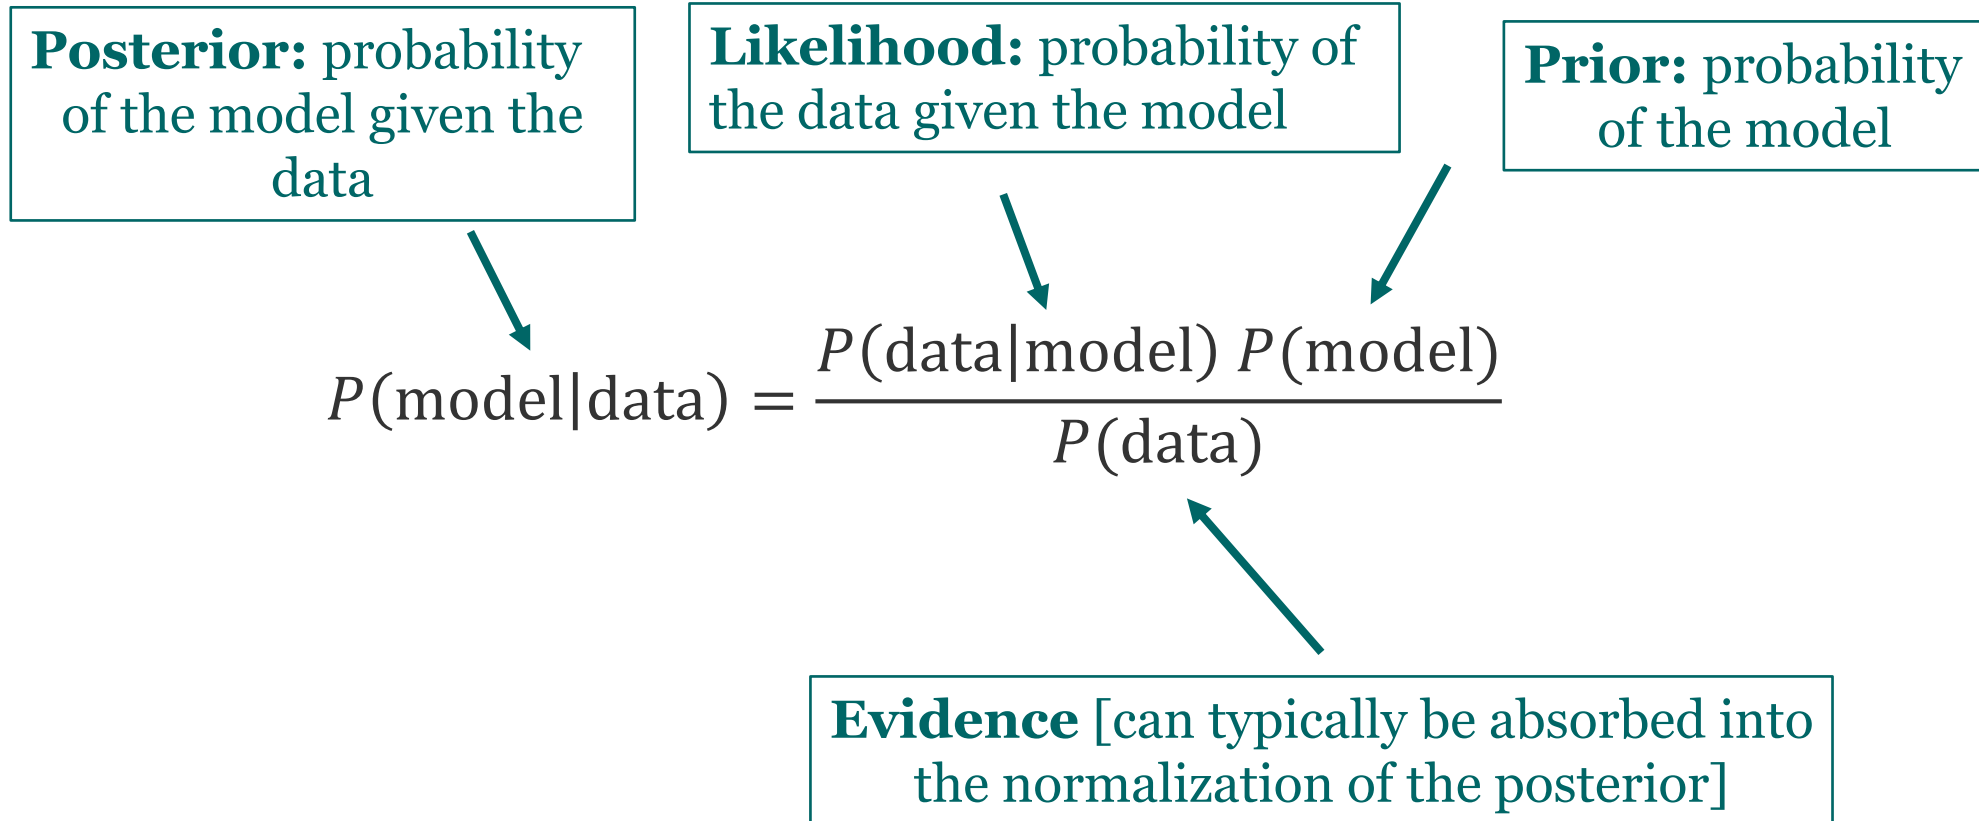 Posterior: probability
of the model given the
data
Likelihood: probability of
the data given the model
Prior: probability
of the model
P(model|data) = P(data|model) P(model)
P(data)
Evidence [can typically be absorbed into
the normalization of the posterior]